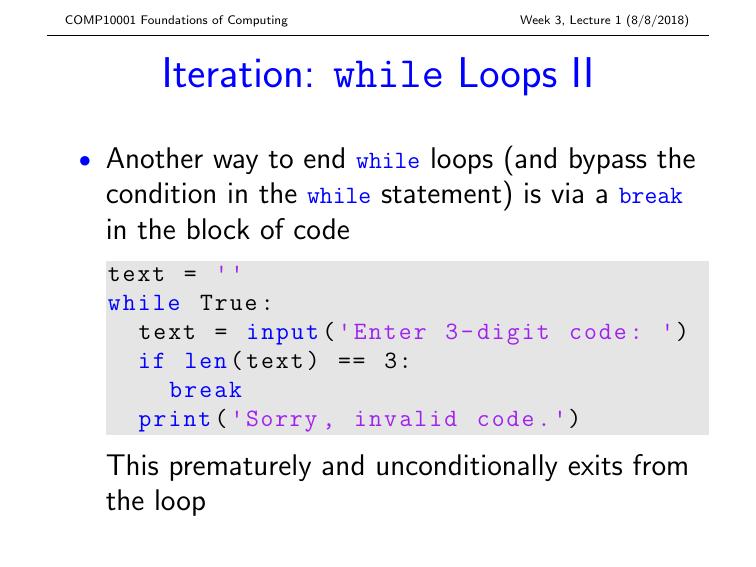 COMP10001 Foundations of Computing
Week 3, Lecture 1 (8/8/2018)
Iteration: while Loops II
• Another way to end while loops (and bypass the
condition in the while statement) is via a break
in the block of code
text = ''
while True:
  text = input('Enter 3-digit code: ')
  if len(text) == 3:
    break
  print('Sorry, invalid code.')
This prematurely and unconditionally exits from
the loop